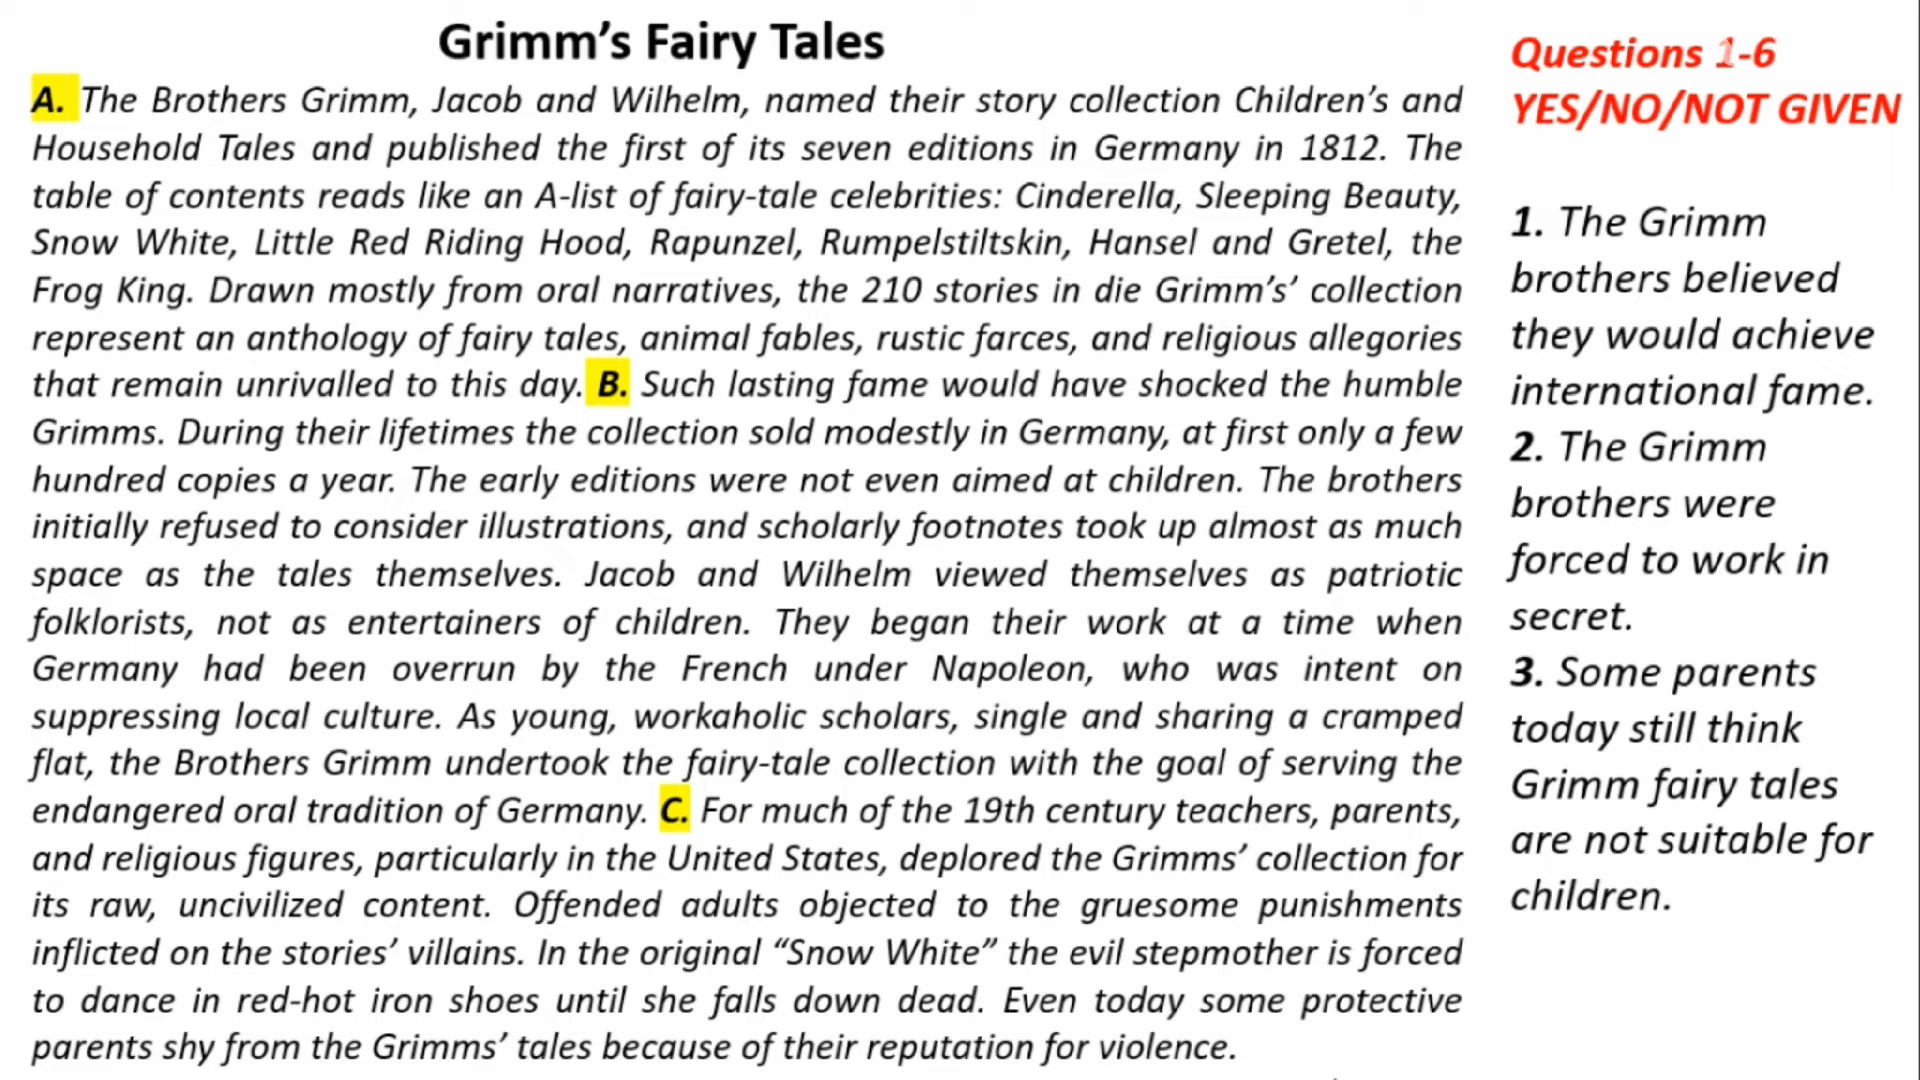 Grimm's Fairy Tales
A. The Brothers Grimm, Jacob and Wilhelm, named their story collection Children's and
Household Tales and published the first of its seven editions in Germany in 1812. The
table of contents reads like an A-list of fairy-tale celebrities: Cinderella, Sleeping Beauty,
Snow White, Little Red Riding Hood, Rapunzel, Rumpelstiltskin, Hansel and Gretel, the
Frog King. Drawn mostly from oral narratives, the 210 stories in die Grimm's' collection
represent an anthology of fairy tales, animal fables, rustic farces, and religious allegories
that remain unrivalled to this day. B. Such lasting fame would have shocked the humble
Grimms. During their lifetimes the collection sold modestly in Germany, at first only a few
hundred copies a year. The early editions were not even aimed at children. The brothers
initially refused to consider illustrations, and scholarly footnotes took up almost as much
space as the tales themselves. Jacob and Wilhelm viewed themselves as patriotic
folklorists, not as entertainers of children. They began their work at a time when
Germany had been overrun by the French under Napoleon, who was intent on
suppressing local culture. As young, workaholic scholars, single and sharing a cramped
flat, the Brothers Grimm undertook the fairy-tale collection with the goal of serving the
endangered oral tradition of Germany. C. For much of the 19th century teachers, parents,
and religious figures, particularly in the United States, deplored the Grimms' collection for
its raw, uncivilized content. Offended adults objected to the gruesome punishments
inflicted on the stories' villains. In the original “Snow White” the evil stepmother is forced
to dance in red-hot iron shoes until she falls down dead. Even today some protective
parents shy from the Grimms' tales because of their reputation for violence.
Questions 1-6
YES/NO/NOT GIVEN
1. The Grimm
brothers believed
they would achieve
international fame.
2. The Grimm
brothers were
forced to work in
secret.
3. Some parents
today still think
Grimm fairy tales
are not suitable for
children.